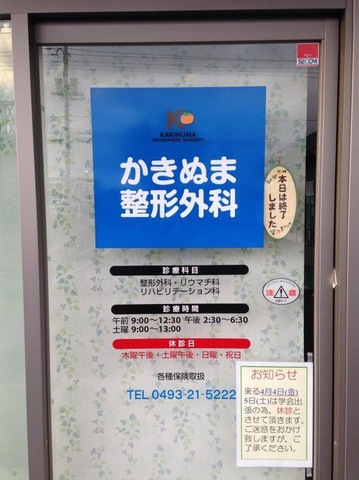 SECOM
K
KAKINUMA
ORTHOPEDIC SURGERY
かきぬま
整形外科
本日は終了
しました
診療科目
整形外科・リウマチ科
リハビリテーション科
診療時間
午前 9:00〜12:30 午後 2:30〜6:30
土曜 9:00〜13:00
休診日
木曜午後・土曜午後・日曜・祝日
各種保険取扱
TEL 0493-21-5222
注意
お知らせ
来る4月4日(金)
5日(土)は学会出
張の為、休診と
させて頂きます。
ご迷惑をおかけ
致しますが、ご
了承ください。